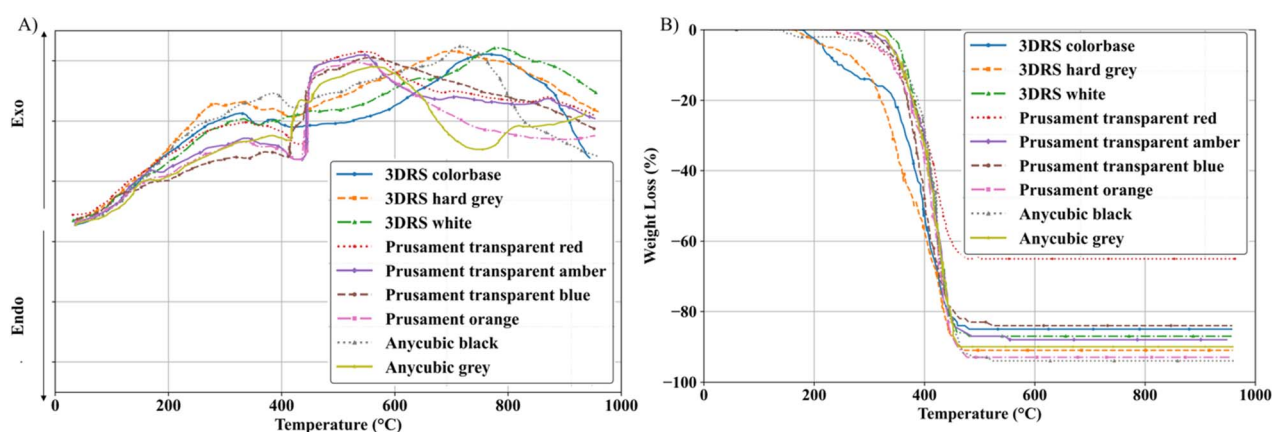 A)
Exo
Endo
3DRS colorbase
3DRS hard grey
3DRS white
Prusament transparent red
Prusament transparent amber
Prusament transparent blue
Prusament orange
Anycubic black
Anycubic grey
0
200
400
600
800
1000
Temperature (°C)
B)
0
−20
−40
−60
−80
−100
Weight Loss (%)
3DRS colorbase
3DRS hard grey
3DRS white
Prusament transparent red
Prusament transparent amber
Prusament transparent blue
Prusament orange
Anycubic black
Anycubic grey
0
200
400
600
800
1000
Temperature (°C)